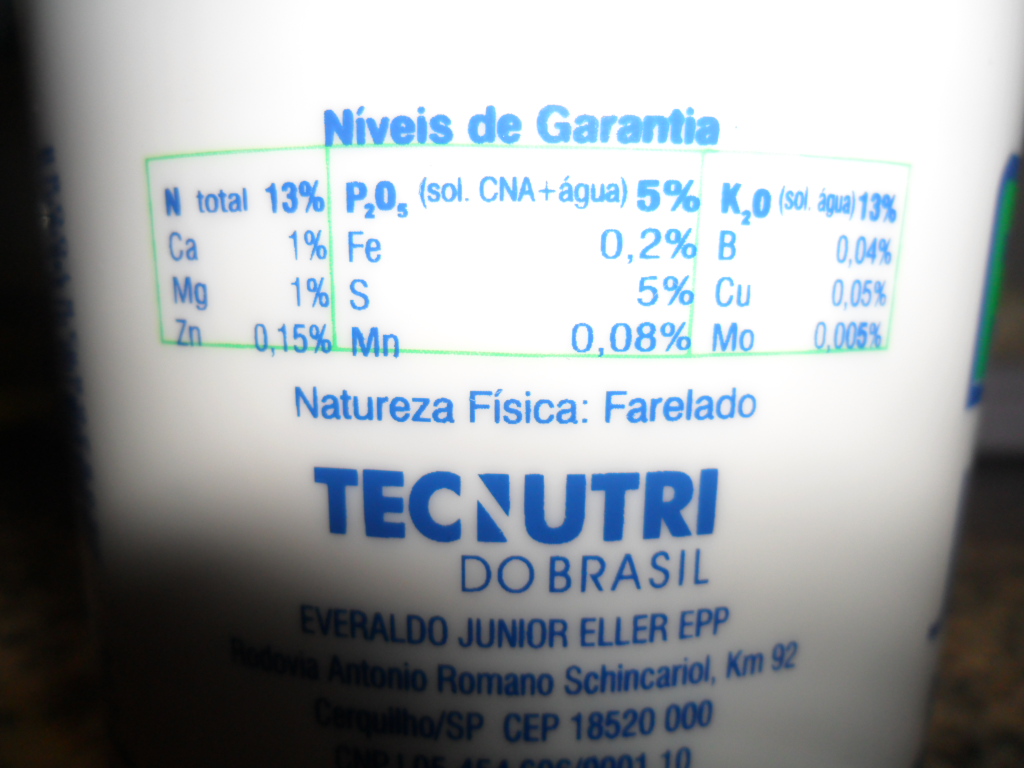 Níveis de Garantia
N total 13% P₂O₅ (sol. CNA+água) 5% K₂O (sol. água) 13%
Ca 1% Fe 0,2% B 0,04%
Mg 1% S 5% Cu 0,05%
Zn 0,15% Mn 0,08% Mo 0,005%
Natureza Física: Farelado
TECNUTRI
DO BRASIL
EVERALDO JUNIOR ELLER EPP
Rodovia Antonio Romano Schincariol, Km 92
Cerquilho/SP CEP 18520 000